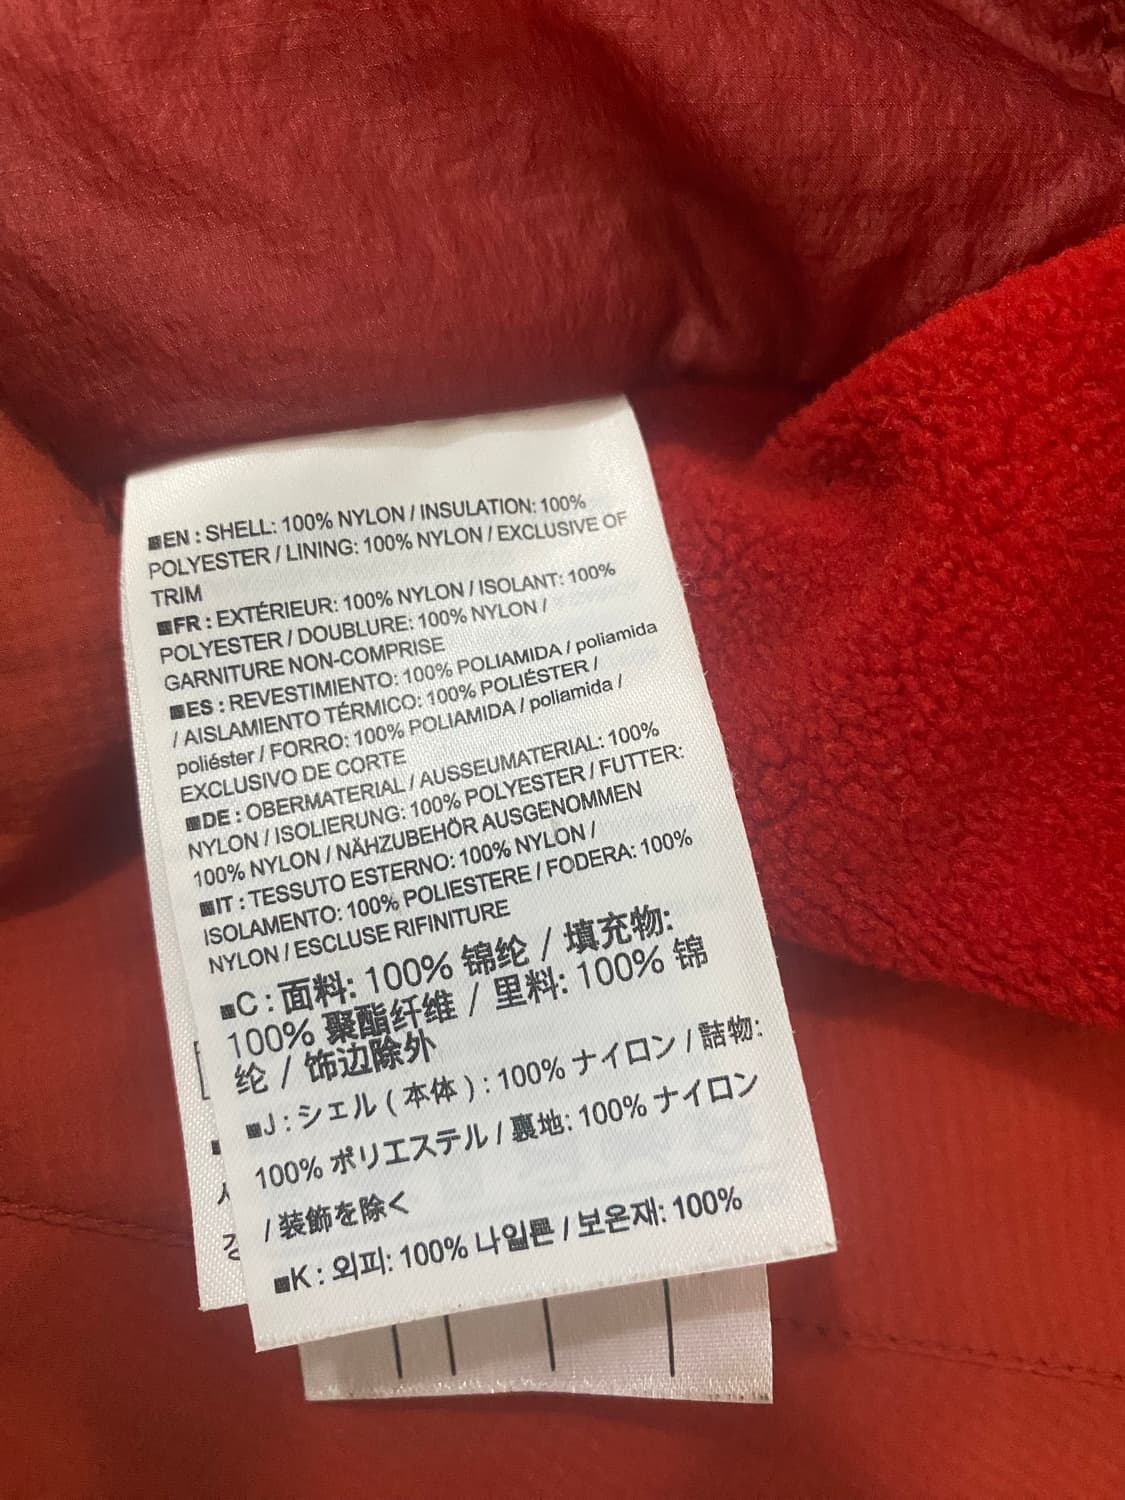 ■EN : SHELL: 100% NYLON / INSULATION: 100%
POLYESTER / LINING: 100% NYLON / EXCLUSIVE OF
TRIM
■FR : EXTÉRIEUR: 100% NYLON / ISOLANT: 100%
POLYESTER / DOUBLURE: 100% NYLON /
GARNITURE NON-COMPRISE
■ES : REVESTIMIENTO: 100% POLIAMIDA / poliamida
/ AISLAMIENTO TÉRMICO: 100% POLIÉSTER /
poliéster / FORRO: 100% POLIAMIDA / poliamida /
EXCLUSIVO DE CORTE
■DE : OBERMATERIAL / AUSSEUMATERIAL: 100%
NYLON / ISOLIERUNG: 100% POLYESTER / FUTTER:
100% NYLON / NÄHZUBEHÖR AUSGENOMMEN
■IT : TESSUTO ESTERNO: 100% NYLON /
ISOLAMENTO: 100% POLIESTERE / FODERA: 100%
NYLON / ESCLUSE RIFINITURE
■C : 面料: 100% 锦纶 / 填充物:
100% 聚酯纤维 / 里料: 100% 锦
纶 / 饰边除外
■J : シェル ( 本体 ) : 100% ナイロン / 詰物:
100% ポリエステル / 裏地: 100% ナイロン
/ 装飾を除く
■K : 외피: 100% 나일론 / 보온재: 100%